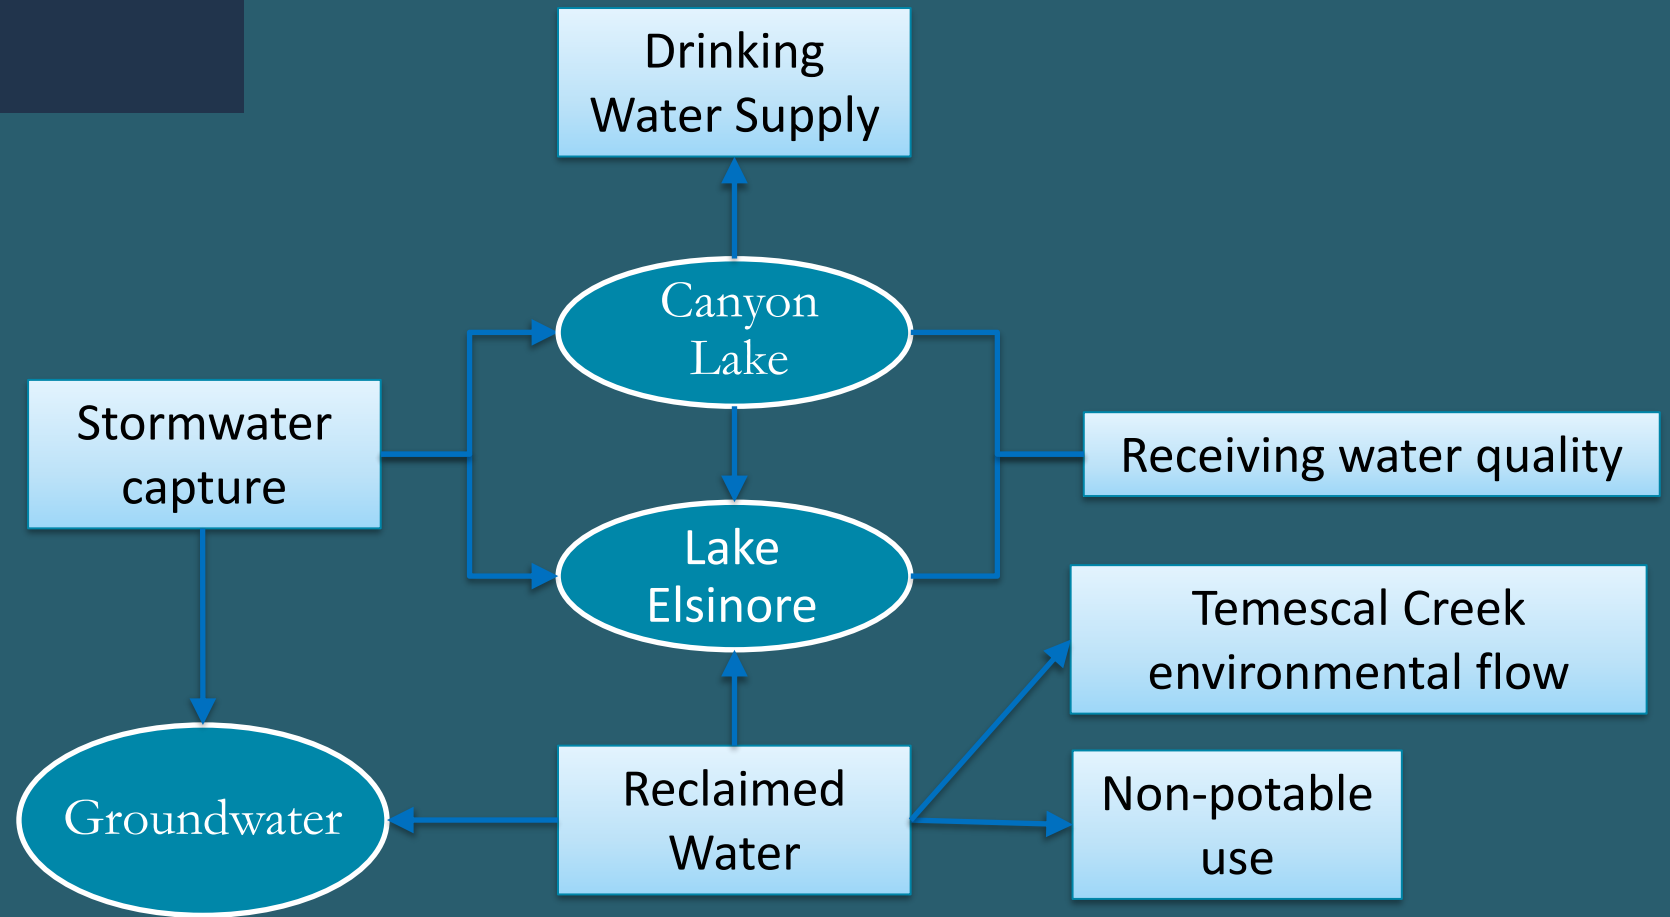 Drinking
Water Supply
Canyon
Lake
Stormwater
capture
Receiving water quality
Lake
Elsinore
Temescal Creek
environmental flow
Groundwater
Reclaimed
Water
Non-potable
use